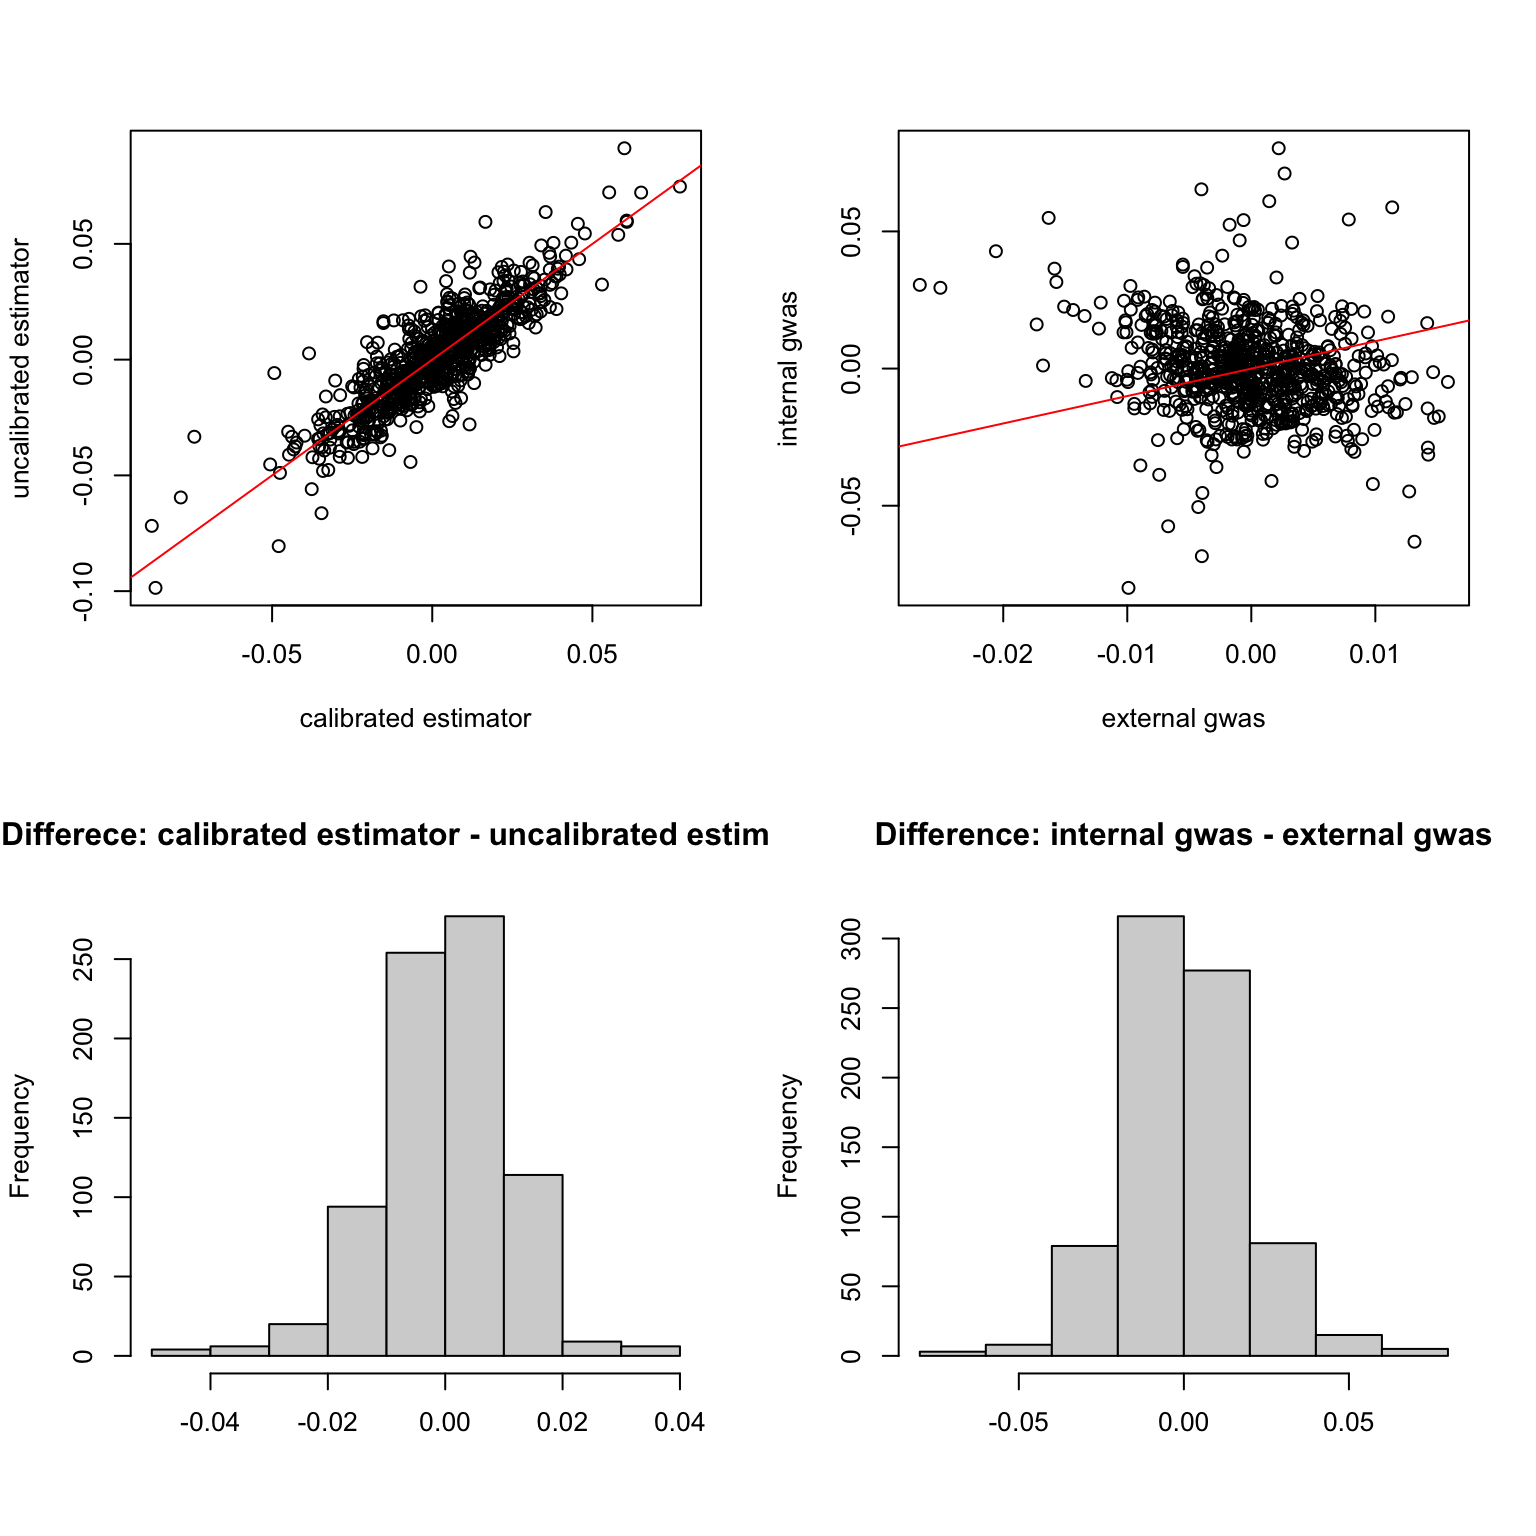 uncalibrated estimator
-0.10 -0.05 0.00 0.05
-0.05 0.00 0.05
calibrated estimator
internal gwas
-0.05 0.00 0.05
-0.02 -0.01 0.00 0.01
external gwas
Differece: calibrated estimator - uncalibrated estim
Frequency
0 50 100 150 200 250
-0.04 -0.02 0.00 0.02 0.04
Difference: internal gwas - external gwas
Frequency
0 50 100 150 200 250 300
-0.05 0.00 0.05